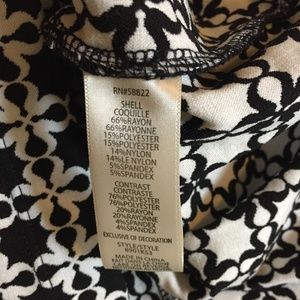 RN#58822
SHELL
COQUILLE
66%RAYON
66%RAYONNE
15%POLYESTER
15%POLYESTER
14%NYLON
14%LE NYLON
5%SPANDEX
5%SPANDEX
CONTRAST
CONTRASTE
76%POLYESTER
76%POLYESTER
20%RAYON
20%RAYONNE
4%SPANDEX
4%SPANDEX
EXCLUSIVE OF DECORATION
STYLE/STYLE
MADE IN CHINA